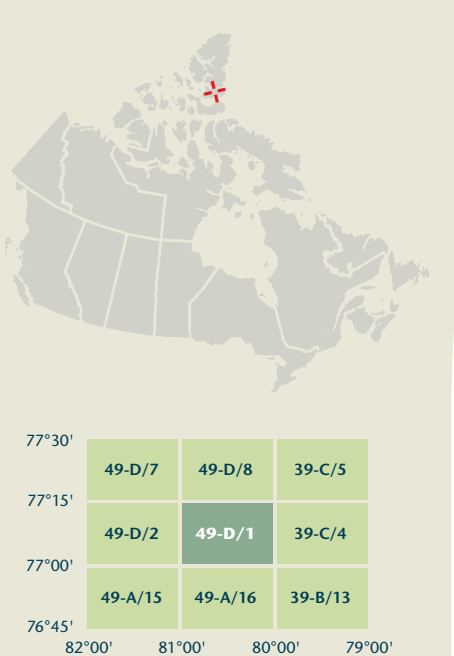 77°30'
49-D/7 49-D/8 39-C/5
77°15'
49-D/2 49-D/1 39-C/4
77°00'
49-A/15 49-A/16 39-B/13
76°45'
82°00' 81°00' 80°00' 79°00'